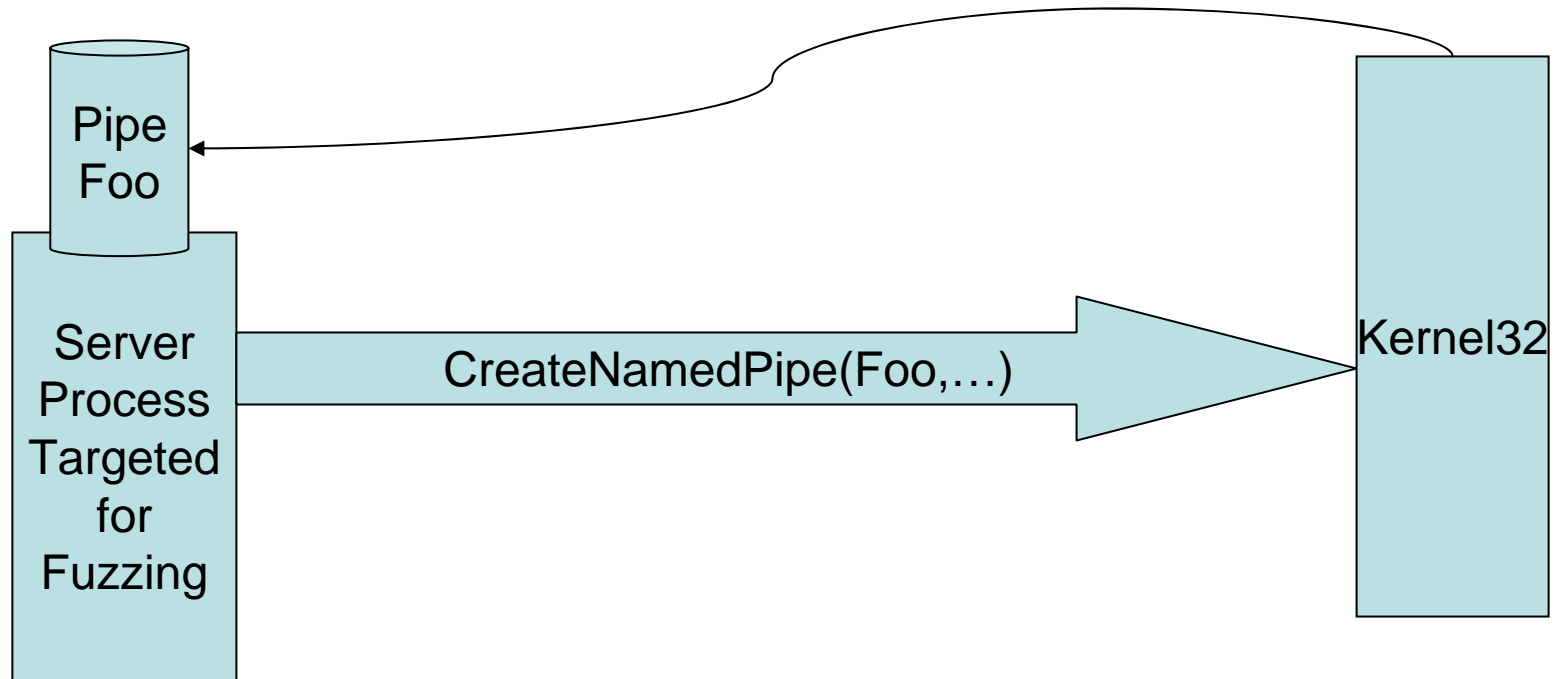 Pipe
Foo
Server
Process
Targeted
for
Fuzzing
CreateNamedPipe(Foo,…)
Kernel32